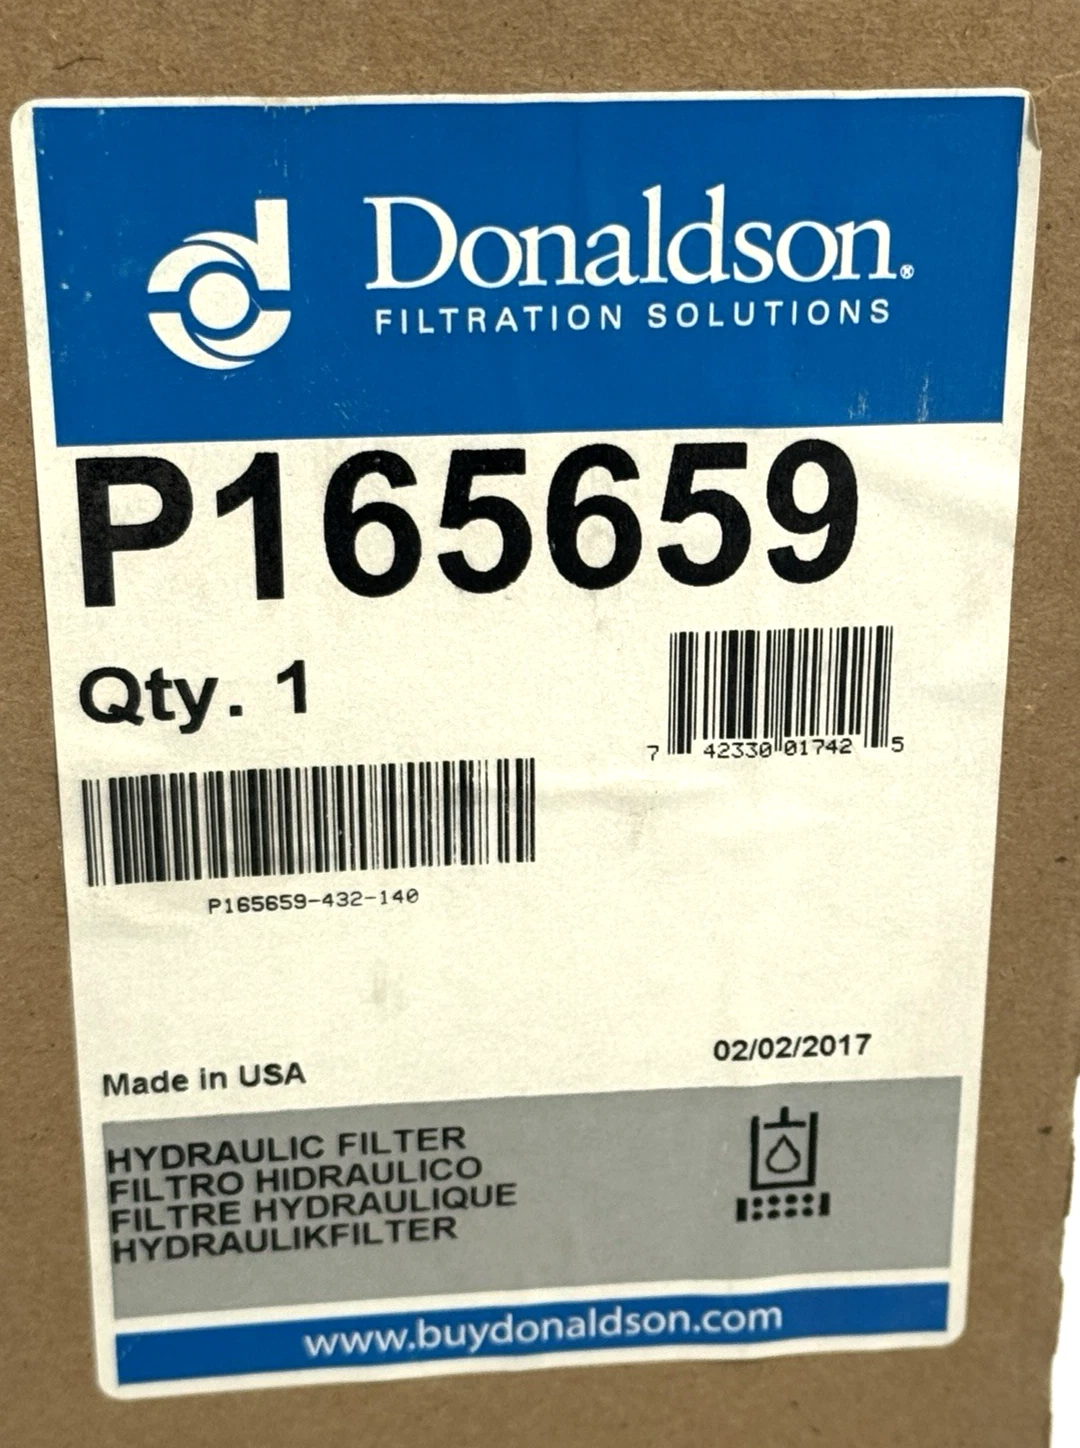 Donaldson®
FILTRATION SOLUTIONS
P165659
Qty. 1
7 42330 01742 5
P165659-432-140
Made in USA
02/02/2017
HYDRAULIC FILTER
FILTRO HIDRAULICO
FILTRE HYDRAULIQUE
HYDRAULIKFILTER
www.buydonaldson.com